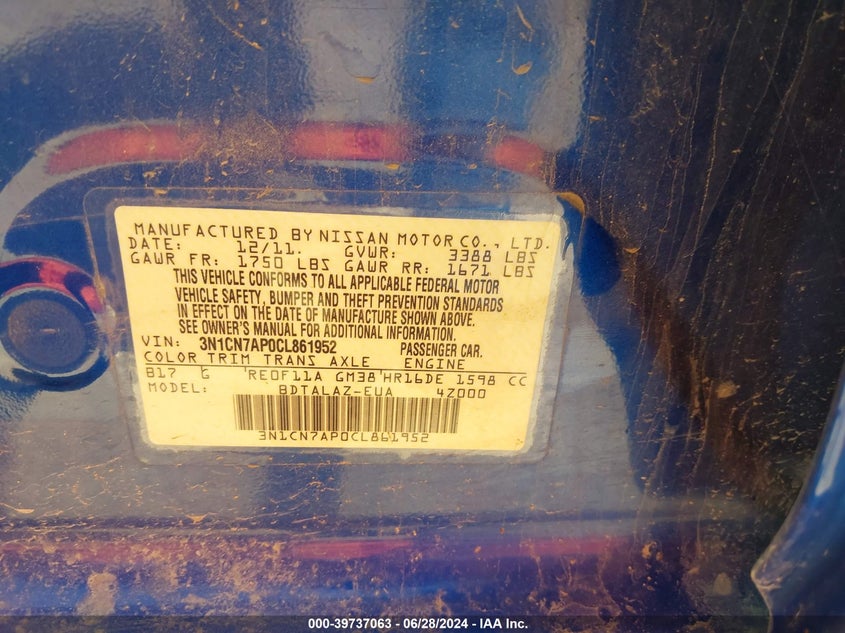 MANUFACTURED BY NISSAN MOTOR CO., LTD.
DATE: 12/11. GVWR: 3388 LBS
GAWR FR: 1750 LBS GAWR RR: 1671 LBS
THIS VEHICLE CONFORMS TO ALL APPLICABLE FEDERAL MOTOR
VEHICLE SAFETY, BUMPER AND THEFT PREVENTION STANDARDS
IN EFFECT ON THE DATE OF MANUFACTURE SHOWN ABOVE.
SEE OWNER'S MANUAL FOR ADDITIONAL INFORMATION.
VIN: 3N1CN7AP0CL861952 PASSENGER CAR.
COLOR TRIM TRANS AXLE ENGINE
B17 G RE0F11A GM38 HR16DE 1598 CC
MODEL: BDTALAZ-EUA 4Z000
3N1CN7AP0CL861952
000-39737063 - 06/28/2024 - IAA Inc.